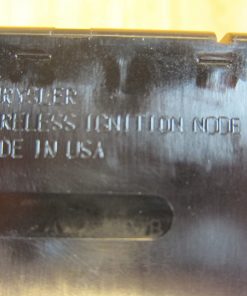 RYSLER
RELESS IGNITION NODE
DE IN USA